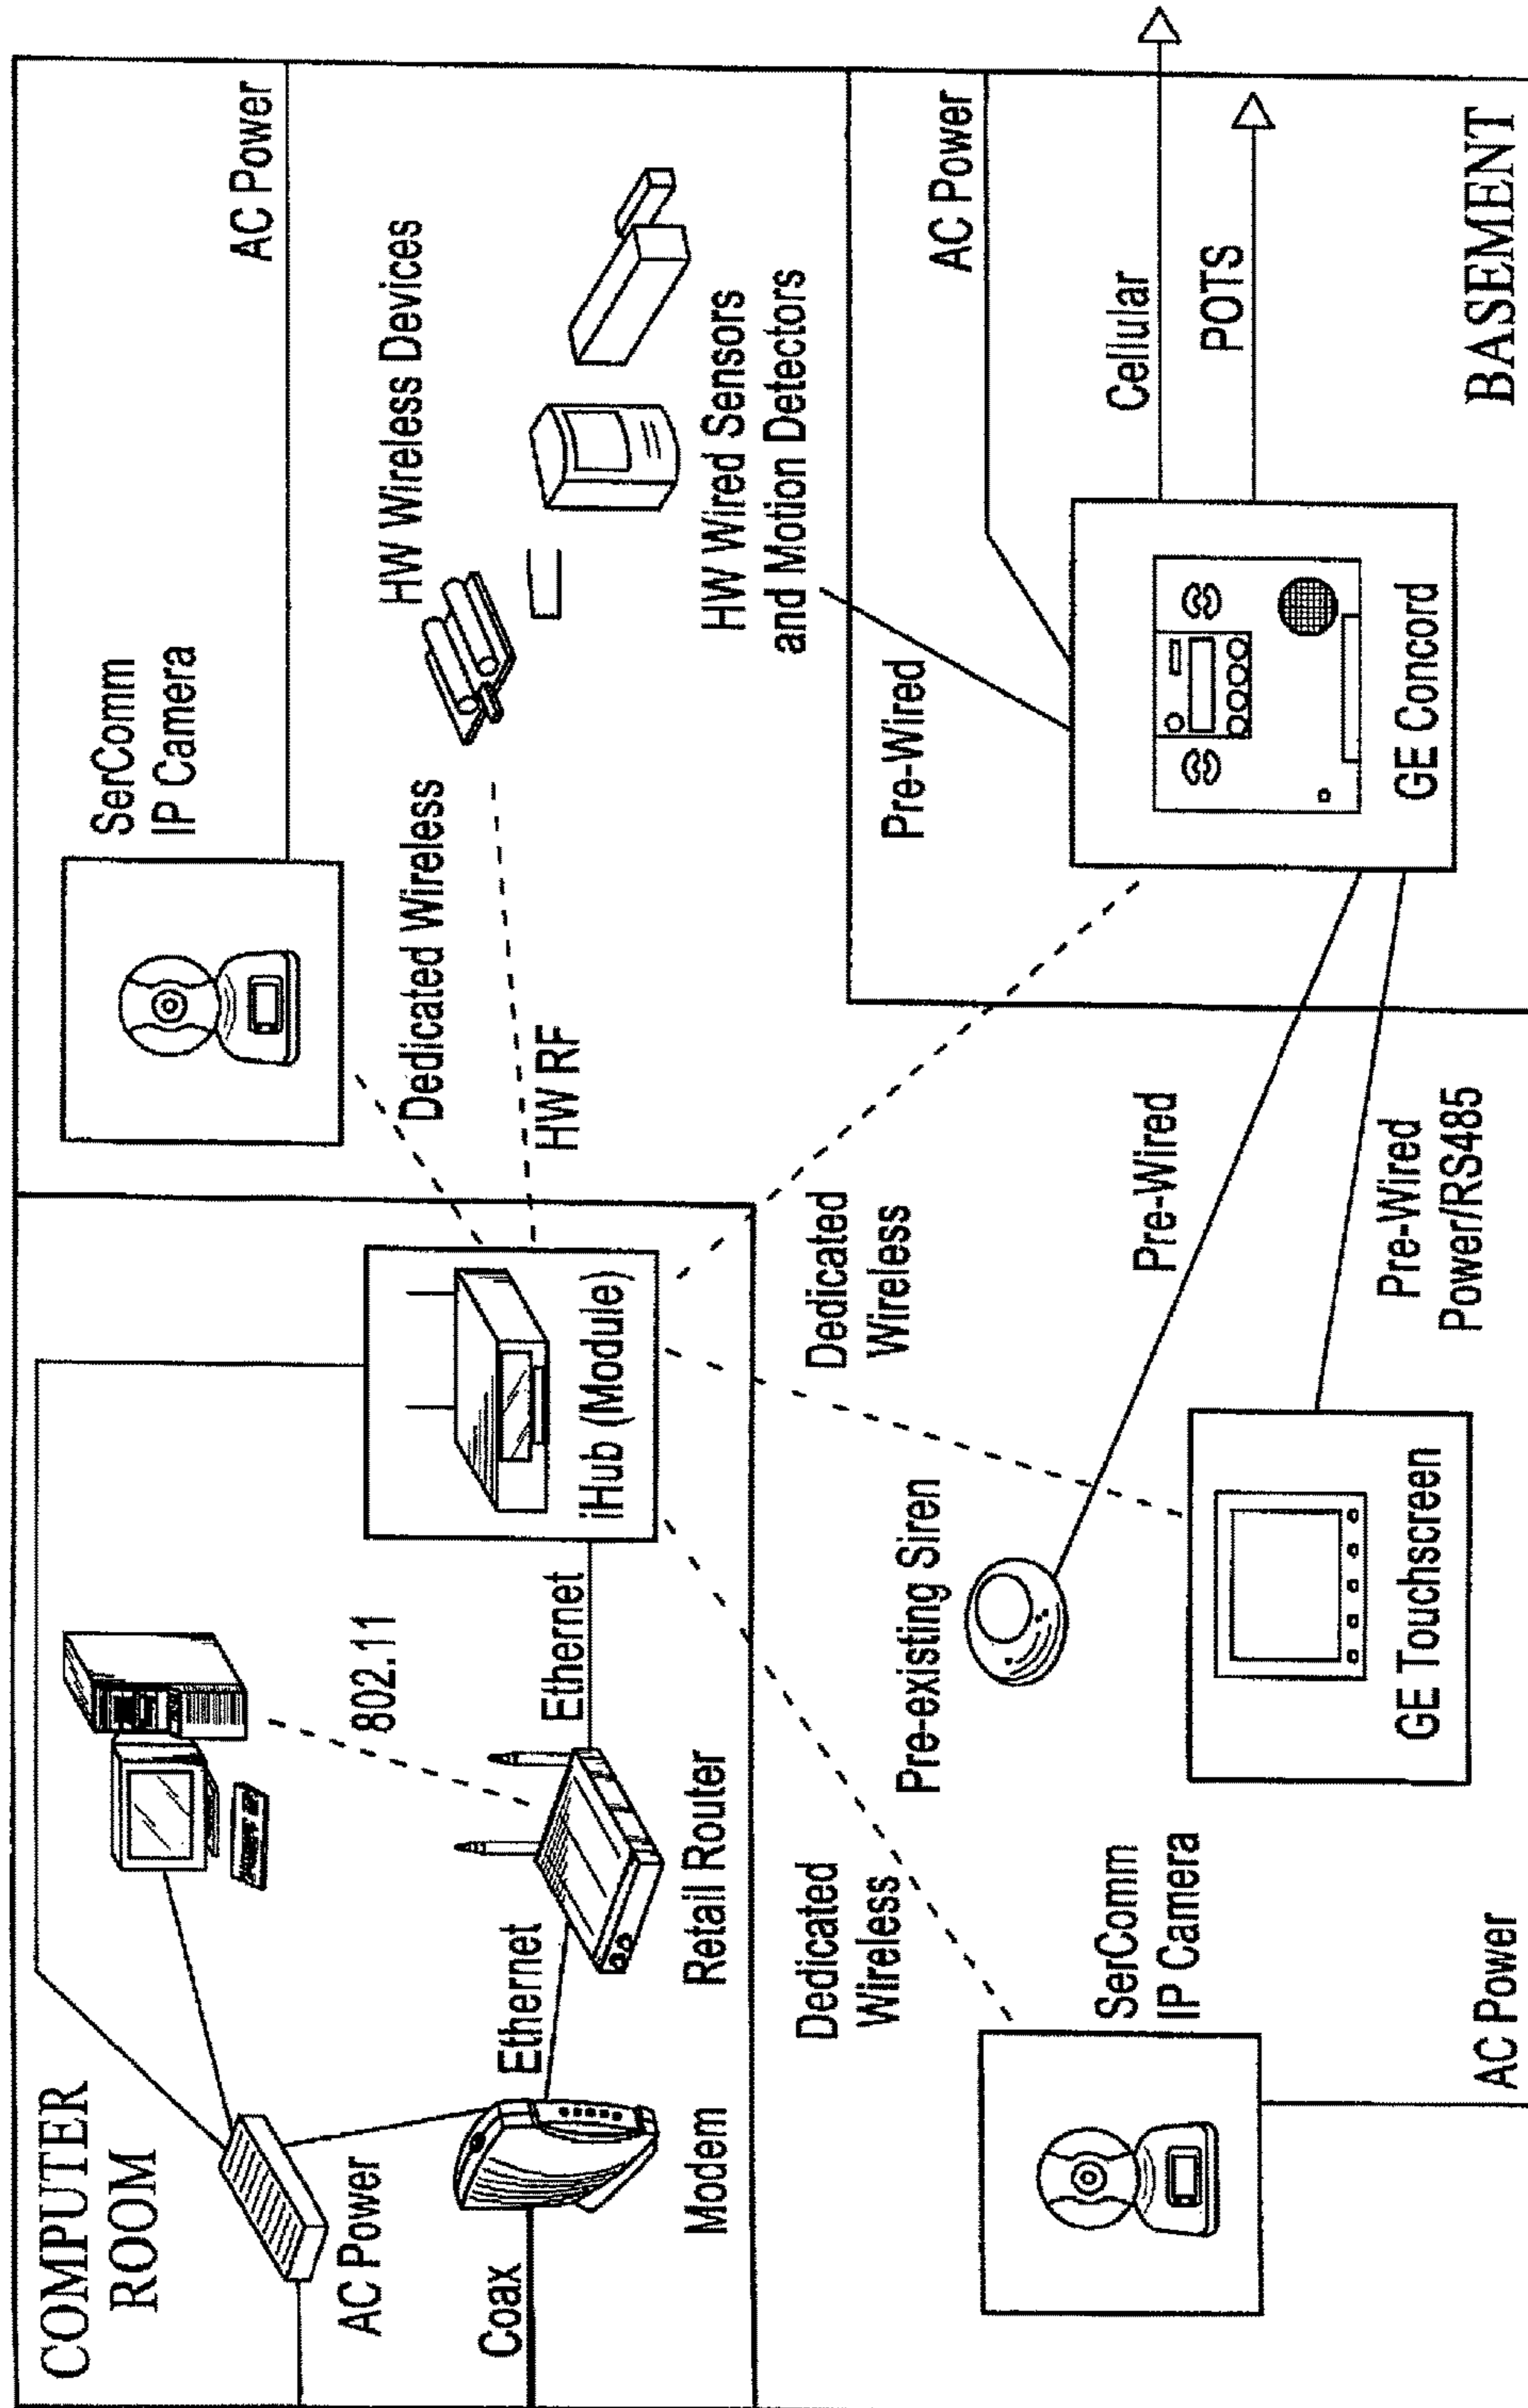 COMPUTER
ROOM
AC Power
Coax
Modem
Ethernet
Retail Router
802.11
Ethernet
iHub (Module)
SerComm
IP Camera
AC Power
Dedicated Wireless
HW RF
HW Wireless Devices
HW Wired Sensors
and Motion Detectors
Dedicated
Wireless
SerComm
IP Camera
AC Power
Pre-existing Siren
GE Touchscreen
Dedicated
Wireless
Pre-Wired
Pre-Wired
Power/RS485
Pre-Wired
AC Power
Cellular
POTS
GE Concord
BASEMENT